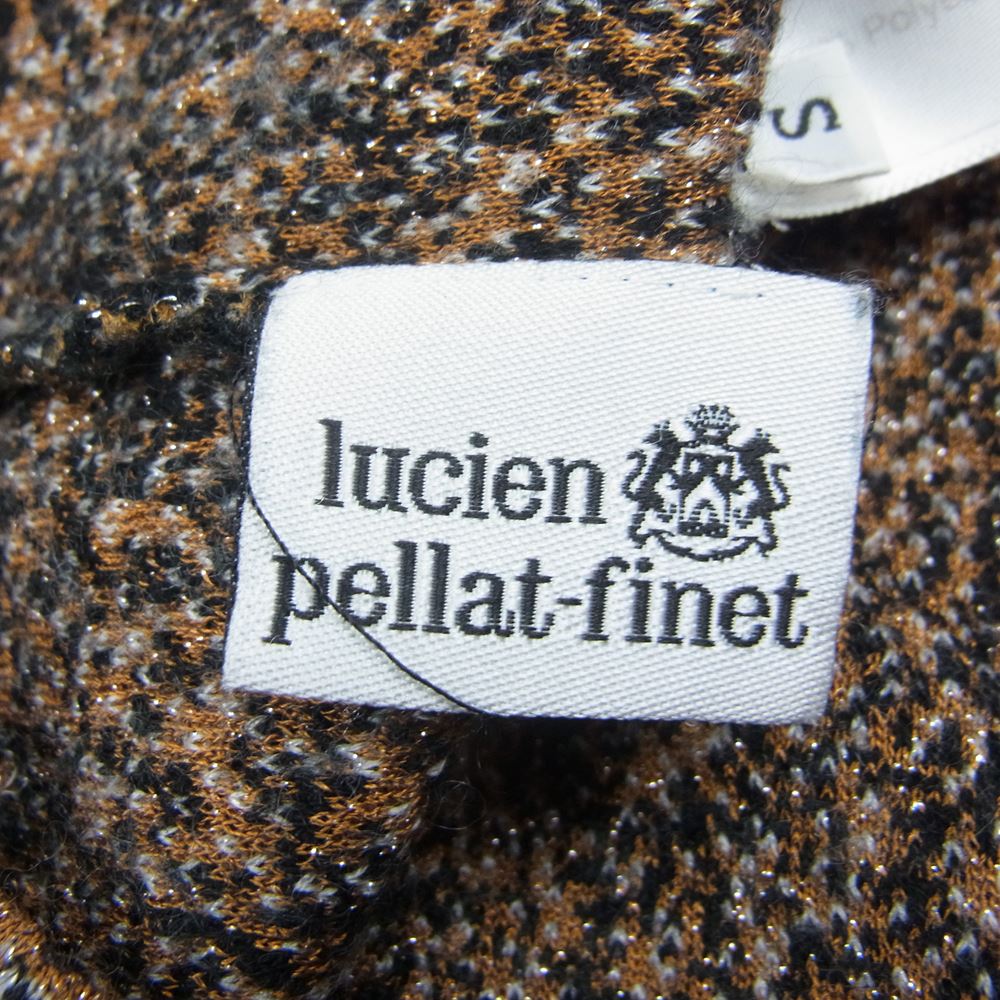 S
lucien
pellat-finet